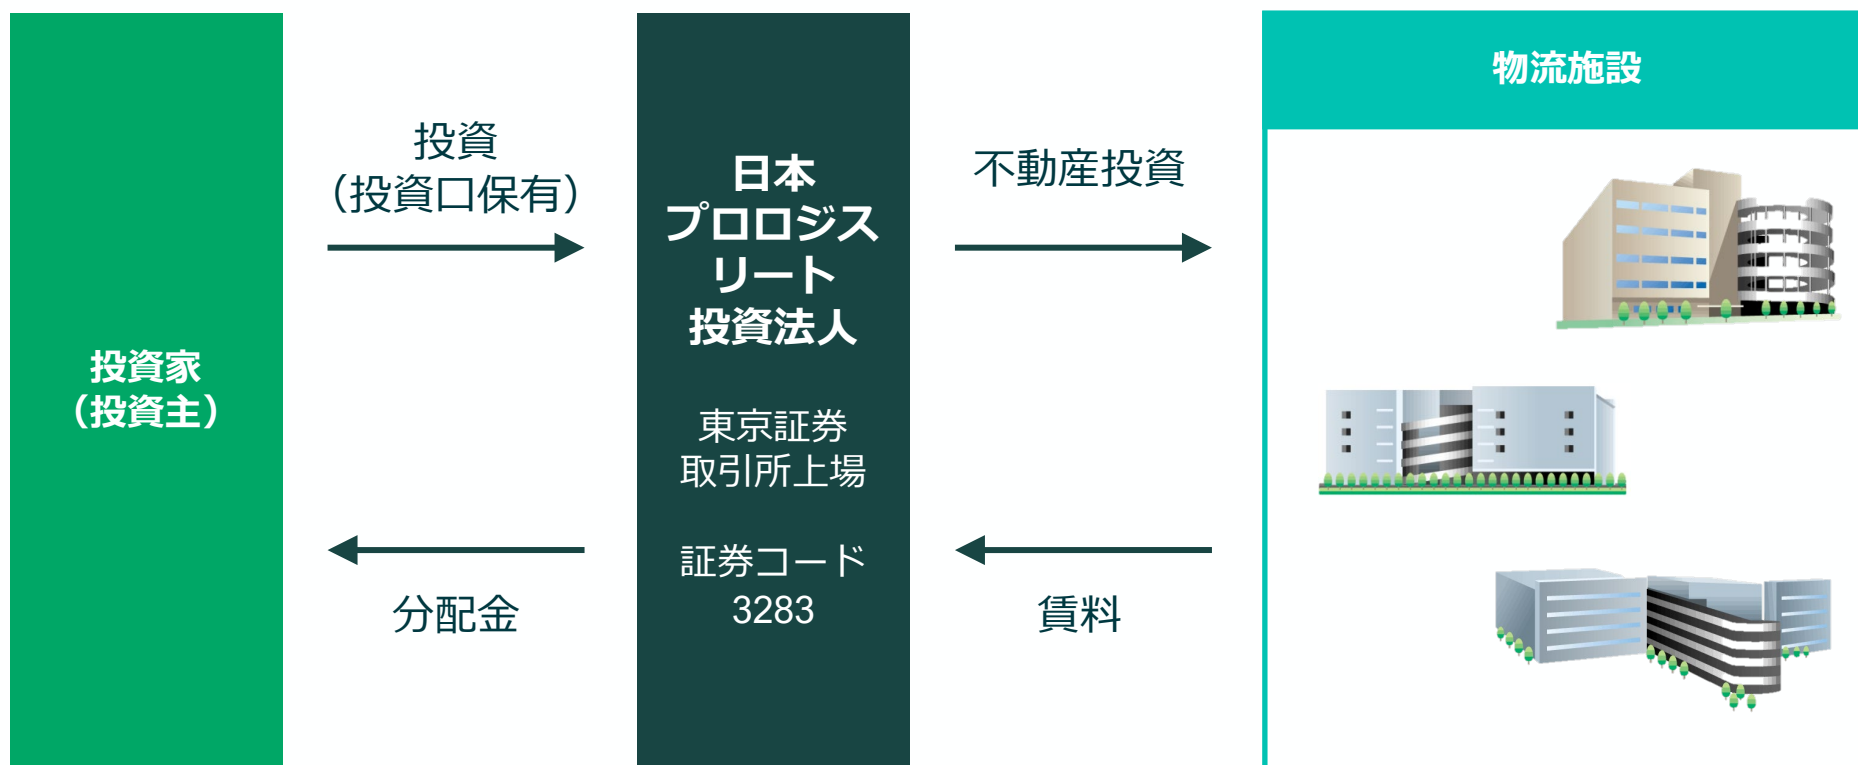 投資家
（投資主）
投資
（投資口保有）
分配金
日本
プロロジス
リート
投資法人
東京証券
取引所上場
証券コード
3283
不動産投資
賃料
物流施設